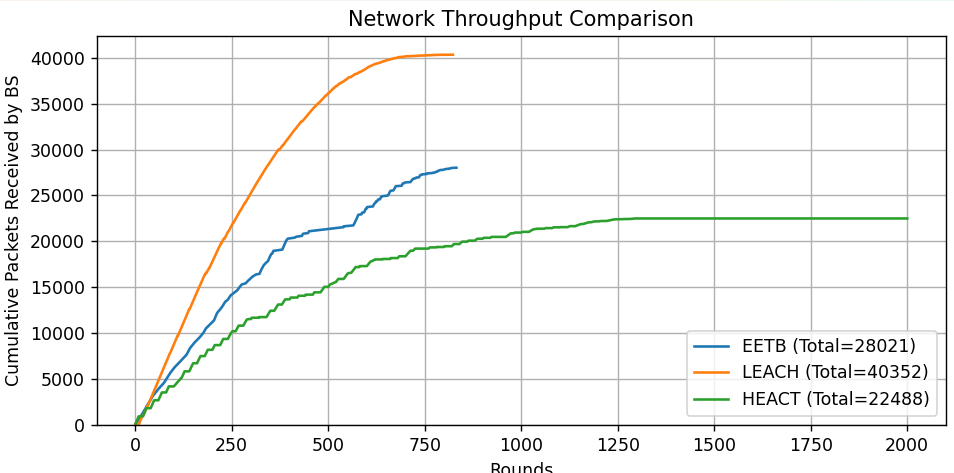 Network Throughput Comparison
Cumulative Packets Received by BS
40000
35000
30000
25000
20000
15000
10000
5000
0
EETB (Total=28021)
LEACH (Total=40352)
HEACT (Total=22488)
0 250 500 750 1000 1250 1500 1750 2000
Rounds